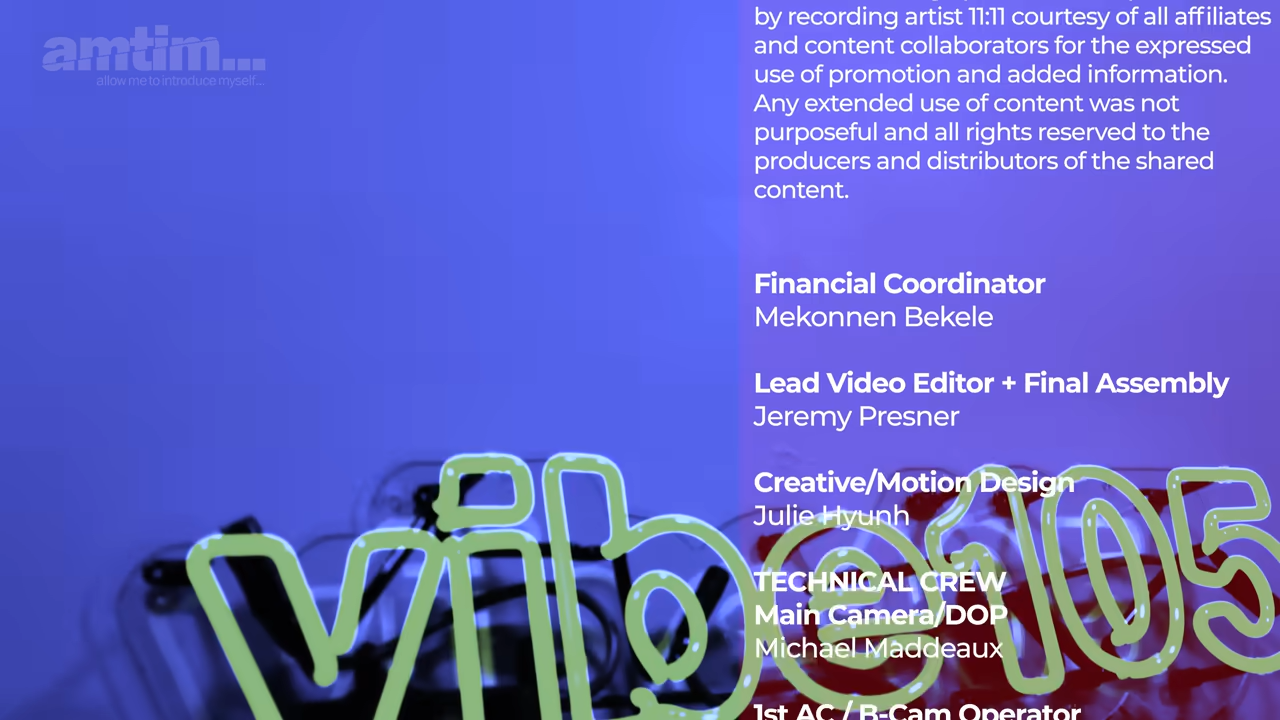 amtim...
allow me to introduce myself...
by recording artist 11:11 courtesy of all affiliates
and content collaborators for the expressed
use of promotion and added information.
Any extended use of content was not
purposeful and all rights reserved to the
producers and distributors of the shared
content.
Financial Coordinator
Mekonnen Bekele
Lead Video Editor + Final Assembly
Jeremy Presner
Creative/Motion Design
Julie Hyunh
TECHNICAL CREW
Main Camera/DOP
Michael Maddeaux
1st AC / B-Cam Operator
vibe105